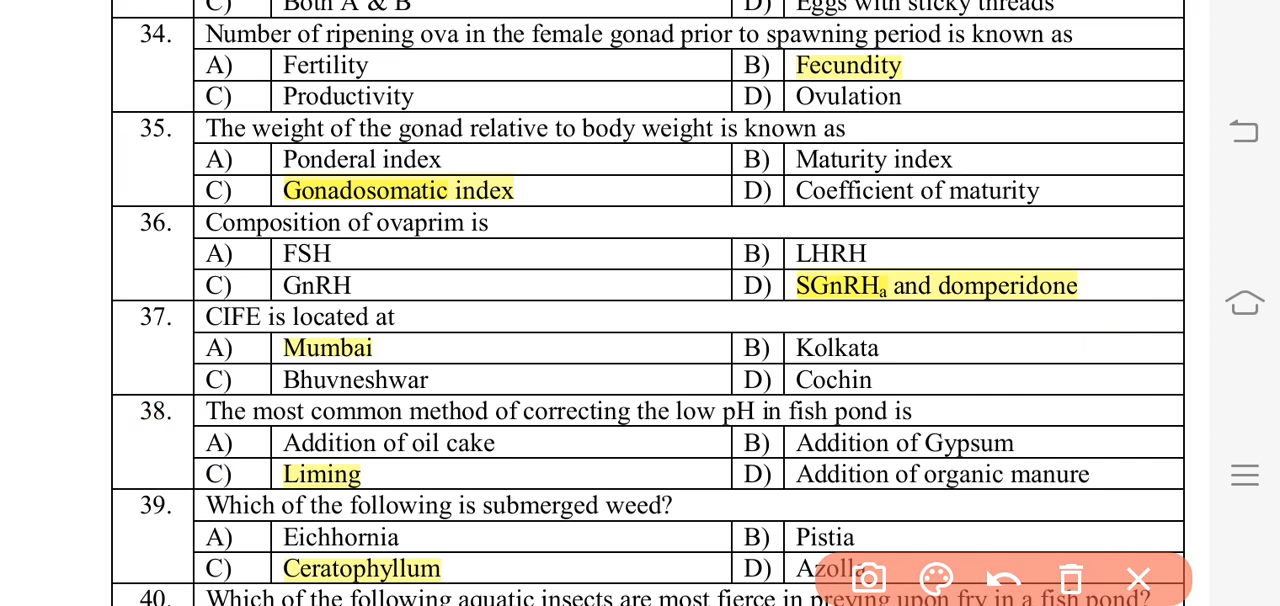 C) Both A & B D) Eggs with sticky threads
34. Number of ripening ova in the female gonad prior to spawning period is known as
A) Fertility B) Fecundity
C) Productivity D) Ovulation
35. The weight of the gonad relative to body weight is known as
A) Ponderal index B) Maturity index
C) Gonadosomatic index D) Coefficient of maturity
36. Composition of ovaprim is
A) FSH B) LHRH
C) GnRH D) SGnRHa and domperidone
37. CIFE is located at
A) Mumbai B) Kolkata
C) Bhuvneshwar D) Cochin
38. The most common method of correcting the low pH in fish pond is
A) Addition of oil cake B) Addition of Gypsum
C) Liming D) Addition of organic manure
39. Which of the following is submerged weed?
A) Eichhornia B) Pistia
C) Ceratophyllum D) Azolla
40. Which of the following aquatic insects are most fierce in preying upon fry in a fish pond?